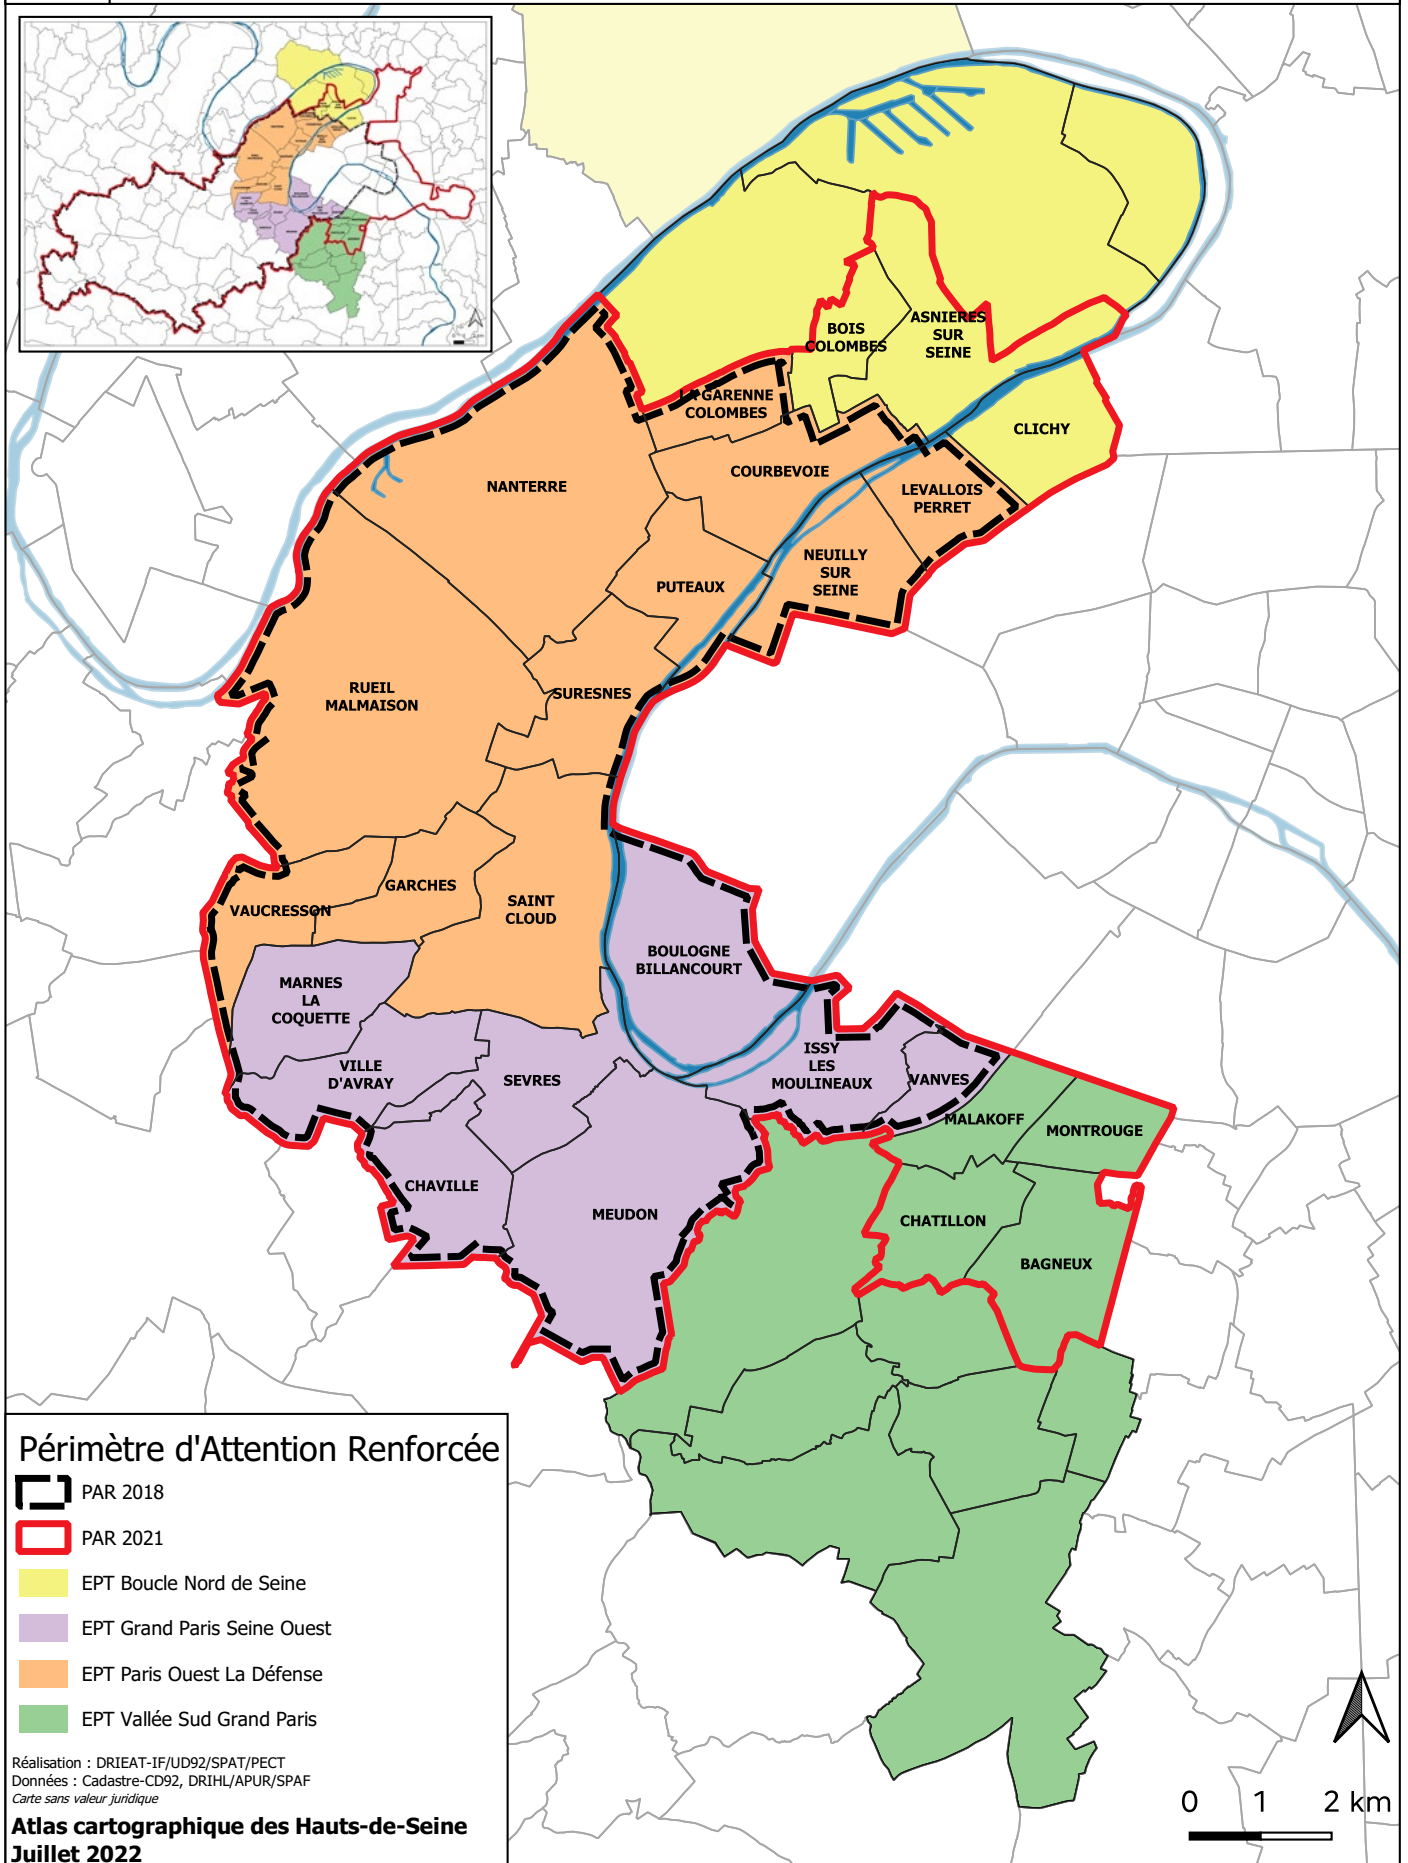 BOIS
COLOMBES
ASNIERES
SUR
SEINE
LA GARENNE
COLOMBES
CLICHY
COURBEVOIE
NANTERRE
LEVALLOIS
PERRET
NEUILLY
SUR
SEINE
PUTEAUX
RUEIL
MALMAISON
SURESNES
GARCHES
SAINT
CLOUD
VAUCRESSON
BOULOGNE
BILLANCOURT
MARNES
LA
COQUETTE
VILLE
D'AVRAY
SEVRES
ISSY
LES
MOULINEAUX
VANVES
MALAKOFF
MONTROUGE
CHAVILLE
MEUDON
CHATILLON
BAGNEUX
Périmètre d'Attention Renforcée
PAR 2018
PAR 2021
EPT Boucle Nord de Seine
EPT Grand Paris Seine Ouest
EPT Paris Ouest La Défense
EPT Vallée Sud Grand Paris
Réalisation : DRIEAT-IF/UD92/SPAT/PECT
Données : Cadastre-CD92, DRIHL/APUR/SPAF
Carte sans valeur juridique
Atlas cartographique des Hauts-de-Seine
Juillet 2022
0 1 2 km